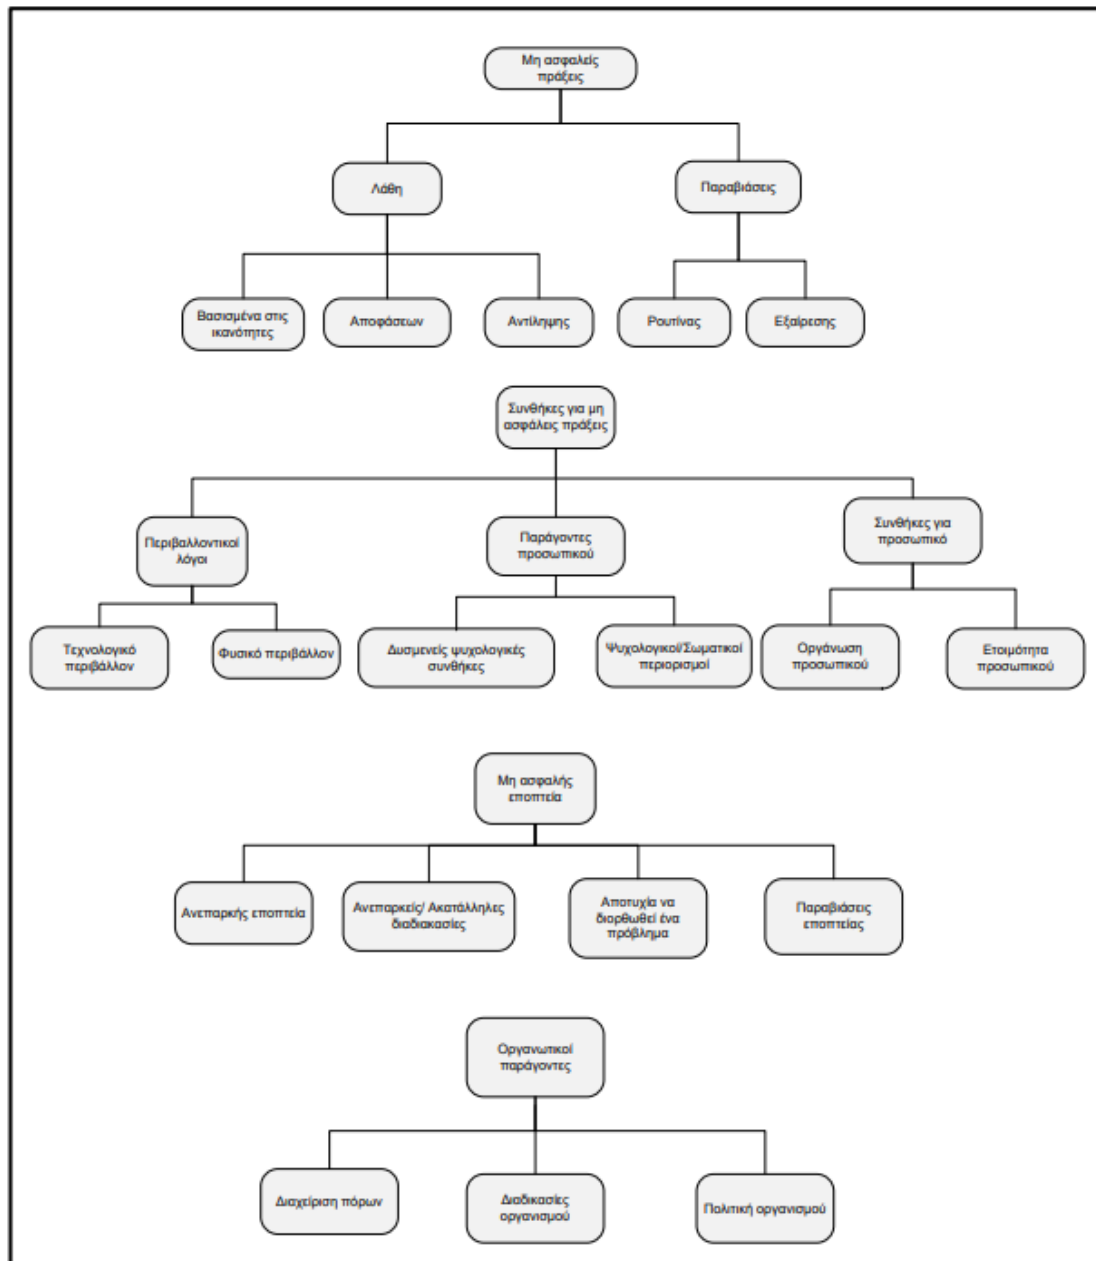 Μη ασφαλείς
πράξεις
Λάθη
Παραβιάσεις
Βασισμένα στις
ικανότητες
Αποφάσεων
Αντίληψης
Ρουτίνας
Εξαίρεσης
Συνθήκες για μη
ασφάλεις πράξεις
Περιβαλλοντικοί
λόγοι
Παράγοντες
προσωπικού
Συνθήκες για
προσωπικό
Τεχνολογικό
περιβάλλον
Φυσικό περιβάλλον
Δυσμενείς ψυχολογικές
συνθήκες
Ψυχολογικοί/Σωματικοί
περιορισμοί
Οργάνωση
προσωπικού
Ετοιμότητα
προσωπικού
Μη ασφαλής
εποπτεία
Ανεπαρκής εποπτεία
Ανεπαρκείς/ Ακατάλληλες
διαδιακασίες
Αποτυχία να
διορθωθεί ένα
πρόβλημα
Παραβιάσεις
εποπτείας
Οργανωτικοί
παράγοντες
Διαχείριση πόρων
Διαδικασίες
οργανισμού
Πολιτική οργανισμού